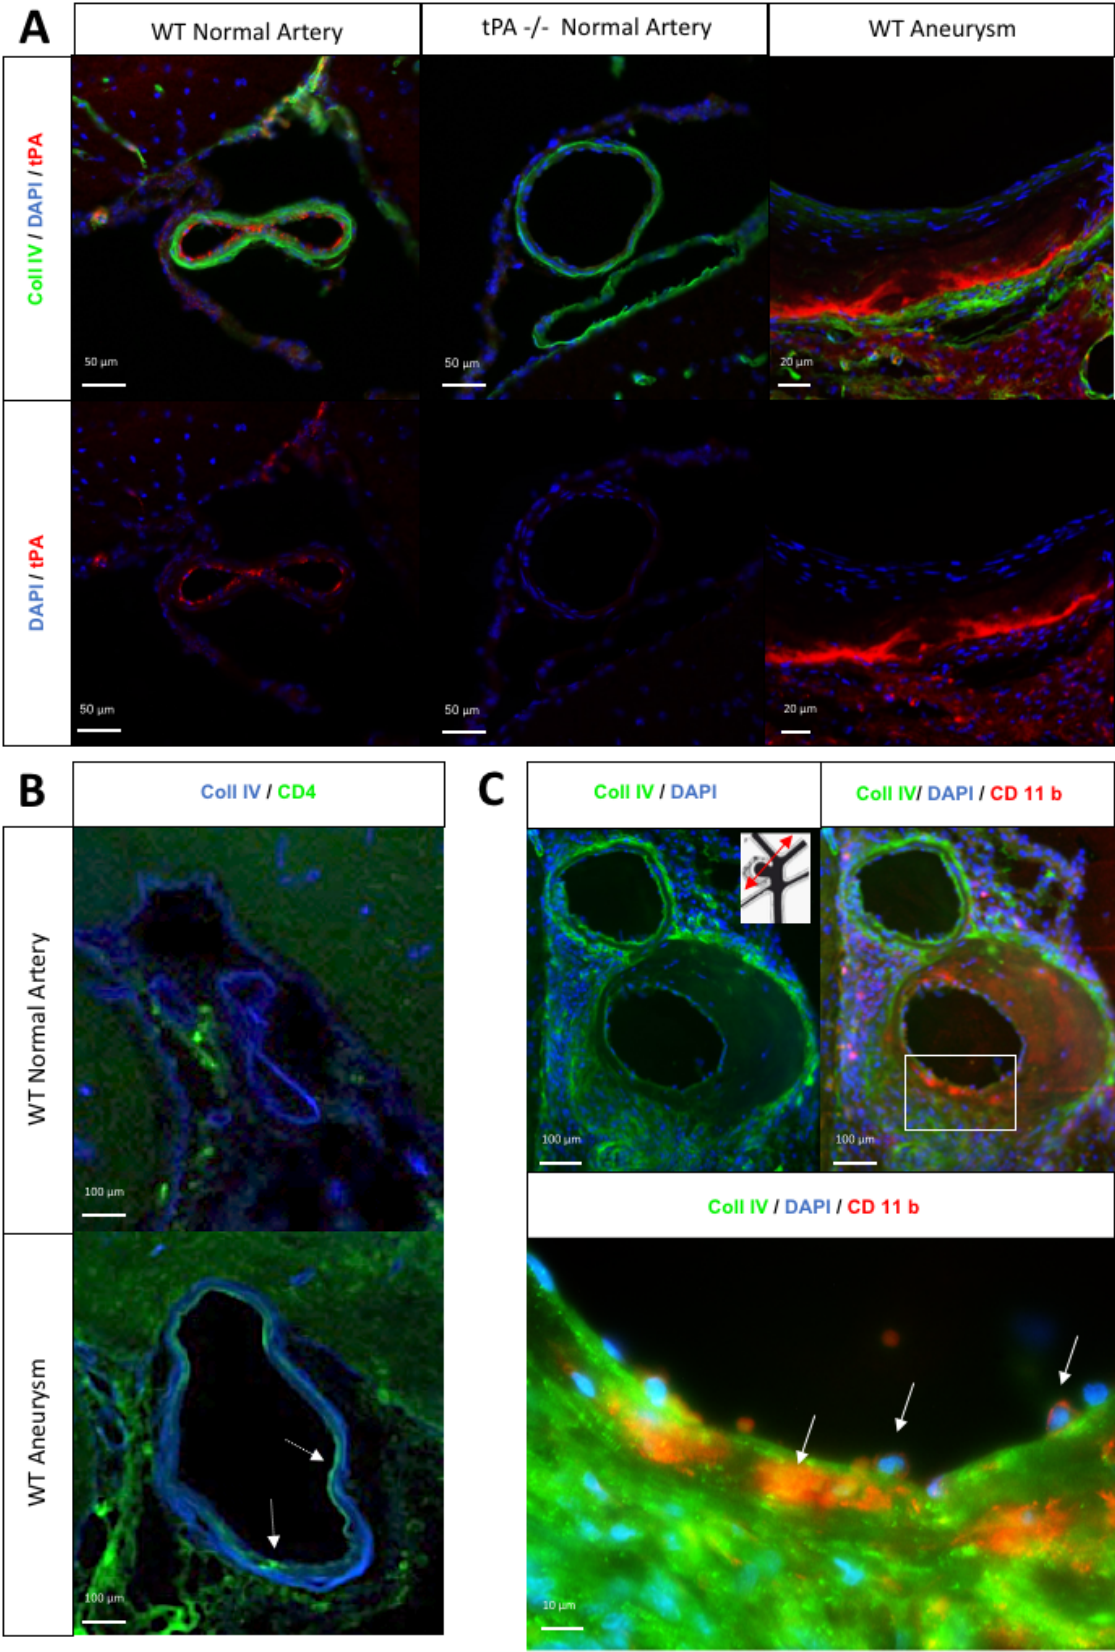 A
WT Normal Artery
tPA -/- Normal Artery
WT Aneurysm
Coll IV / DAPI / tPA
50 µm
50 µm
20 µm
DAPI / tPA
50 µm
50 µm
20 µm
B
Coll IV / CD4
WT Normal Artery
100 µm
WT Aneurysm
100 µm
C
Coll IV / DAPI
Coll IV/ DAPI / CD 11 b
100 µm
100 µm
Coll IV / DAPI / CD 11 b
10 µm